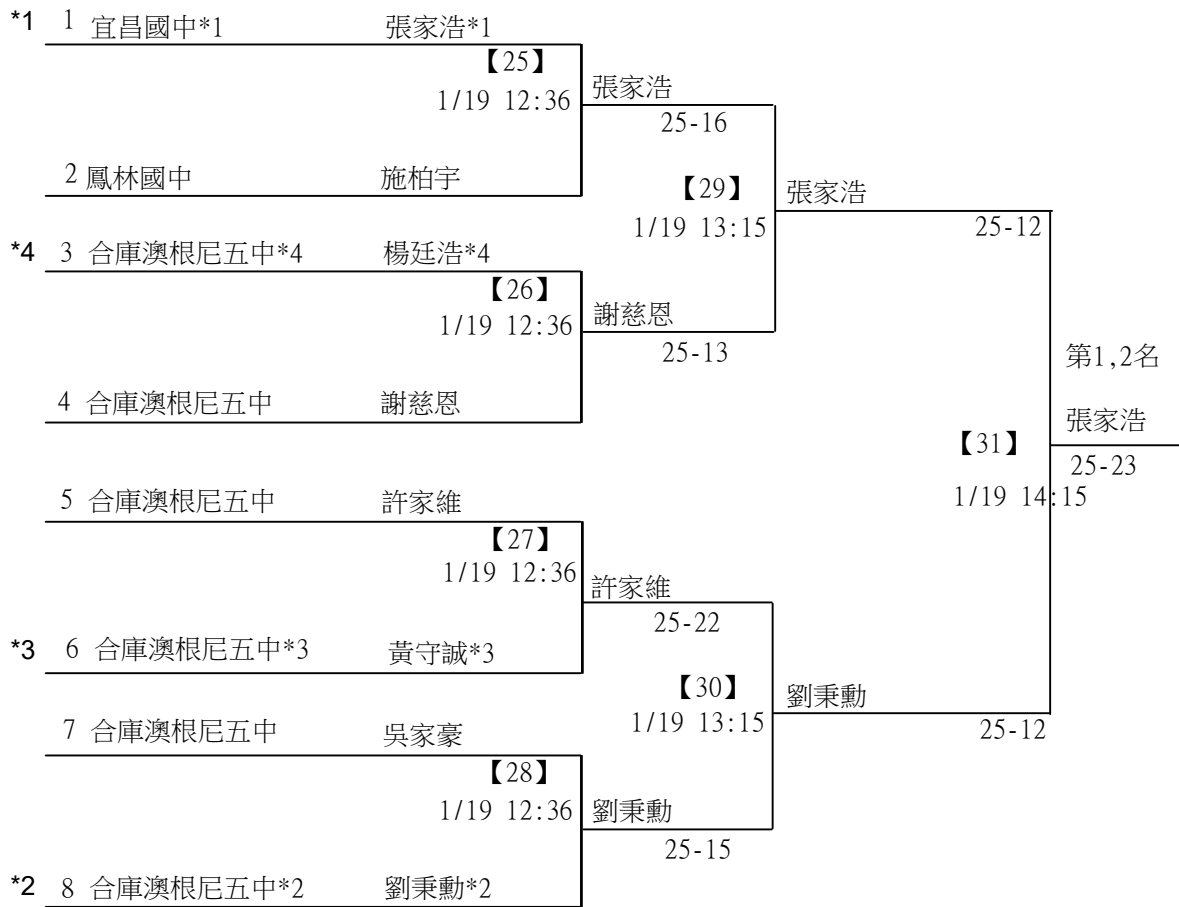 *1 1 宜昌國中*1 張家浩*1
【25】
1/19 12:36
張家浩
25-16
2 鳳林國中 施柏宇
【29】
張家浩
1/19 13:15
25-12
*4 3 合庫澳根尼五中*4 楊廷浩*4
【26】
1/19 12:36
謝慈恩
25-13
第1,2名
4 合庫澳根尼五中 謝慈恩
張家浩
【31】
25-23
1/19 14:15
5 合庫澳根尼五中 許家維
【27】
1/19 12:36
許家維
25-22
*3 6 合庫澳根尼五中*3 黃守誠*3
【30】
劉秉勳
1/19 13:15
25-12
7 合庫澳根尼五中 吳家豪
【28】
1/19 12:36
劉秉勳
25-15
*2 8 合庫澳根尼五中*2 劉秉勳*2